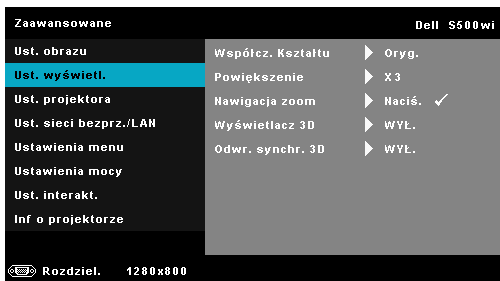 Zaawansowane Dell S500wi
Ust. obrazu
Ust. wyświetl.
Ust. projektora
Ust. sieci bezprz./LAN
Ustawienia menu
Ustawienia mocy
Ust. interakt.
Inf o projektorze
Współcz. Kształtu Oryg.
Powiększenie X3
Nawigacja zoom Naciś. ✓
Wyświetlacz 3D WYŁ.
Odwr. synchr. 3D WYŁ.
Rozdziel. 1280x800